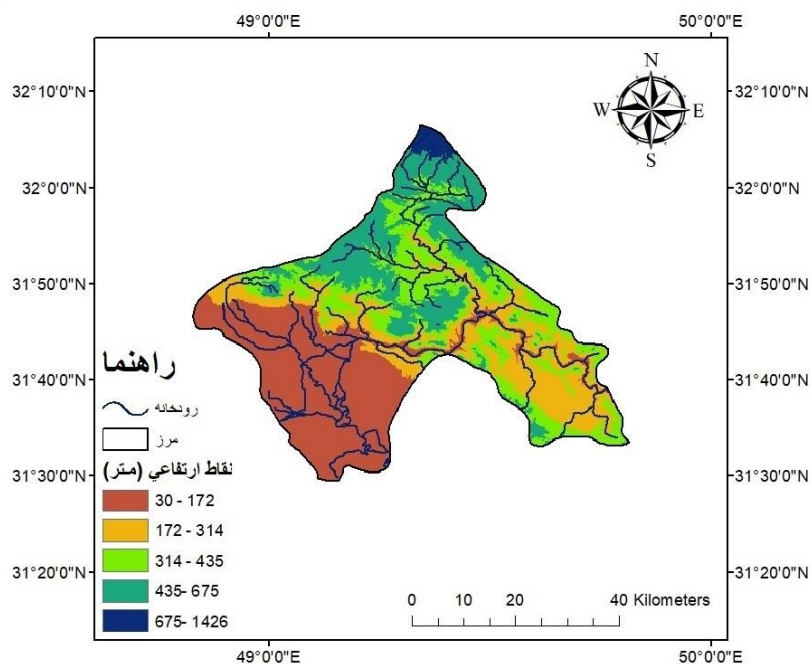 49°0'0"E 50°0'0"E
N
W E
S
32°10'0"N 32°10'0"N
32°0'0"N 32°0'0"N
31°50'0"N 31°50'0"N
31°40'0"N 31°40'0"N
31°30'0"N 31°30'0"N
31°20'0"N 31°20'0"N
راهنما
رودخانه
مرز
نقاط ارتفاعي (متر)
30 - 172
172 - 314
314 - 435
435- 675
675- 1426
0 10 20 40 Kilometers
49°0'0"E 50°0'0"E